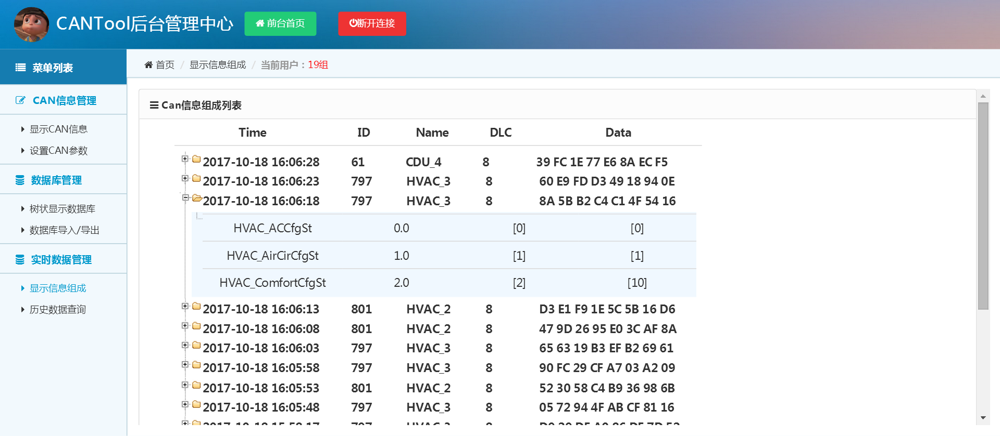 CANTool后台管理中心 前台首页 断开连接
菜单列表
首页 / 显示信息组成 / 当前用户：19组
CAN信息管理
显示CAN信息
设置CAN参数
数据库管理
树状显示数据库
数据库导入/导出
实时数据管理
显示信息组成
历史数据查询
Can信息组成列表
Time ID Name DLC Data
2017-10-18 16:06:28 61 CDU_4 8 39 FC 1E 77 E6 8A EC F5
2017-10-18 16:06:23 797 HVAC_3 8 60 E9 FD D3 49 18 94 0E
2017-10-18 16:06:18 797 HVAC_3 8 8A 5B B2 C4 C1 4F 54 16
HVAC_ACCfgSt 0.0 [0] [0]
HVAC_AirCirCfgSt 1.0 [1] [1]
HVAC_ComfortCfgSt 2.0 [2] [10]
2017-10-18 16:06:13 801 HVAC_2 8 D3 E1 F9 1E 5C 5B 16 D6
2017-10-18 16:06:08 801 HVAC_2 8 47 9D 26 95 E0 3C AF 8A
2017-10-18 16:06:03 797 HVAC_3 8 65 63 19 B3 EF B2 69 61
2017-10-18 16:05:58 797 HVAC_3 8 90 FC 29 CF A7 03 A2 09
2017-10-18 16:05:53 801 HVAC_2 8 52 30 58 C4 B9 36 98 6B
2017-10-18 16:05:48 797 HVAC_3 8 05 72 94 4F AB CF 81 16